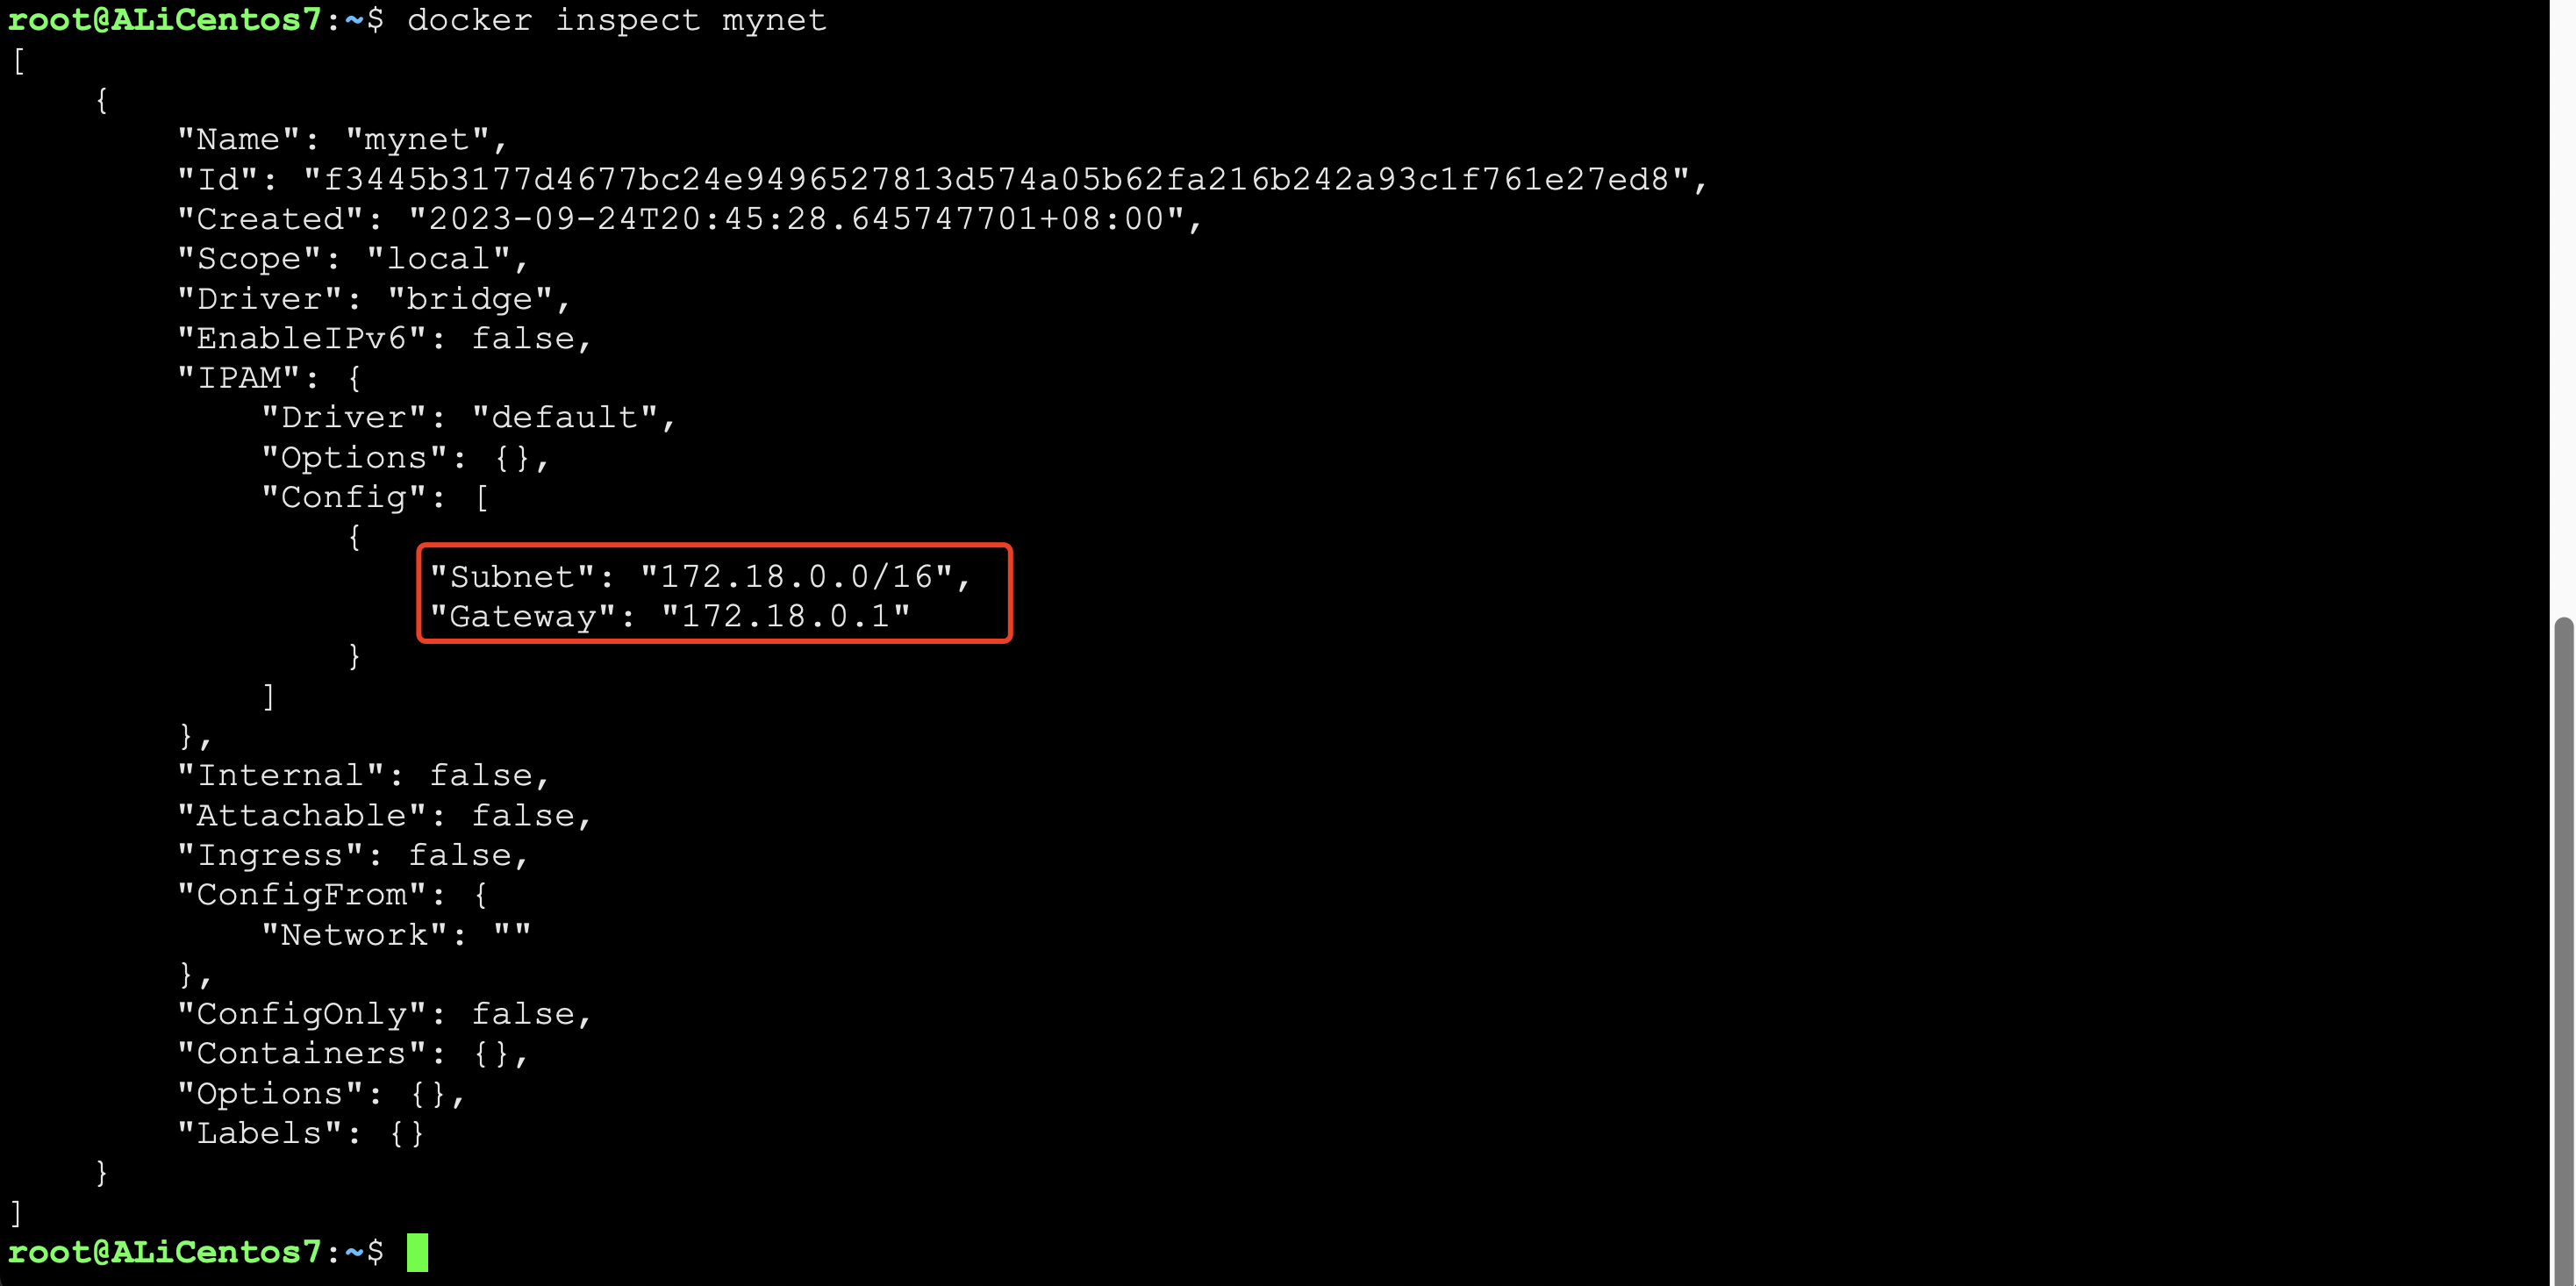 root@ALiCentos7:~$ docker inspect mynet
[
    {
        "Name": "mynet",
        "Id": "f3445b3177d4677bc24e9496527813d574a05b62fa216b242a93c1f761e27ed8",
        "Created": "2023-09-24T20:45:28.645747701+08:00",
        "Scope": "local",
        "Driver": "bridge",
        "EnableIPv6": false,
        "IPAM": {
            "Driver": "default",
            "Options": {},
            "Config": [
                {
                    "Subnet": "172.18.0.0/16",
                    "Gateway": "172.18.0.1"
                }
            ]
        },
        "Internal": false,
        "Attachable": false,
        "Ingress": false,
        "ConfigFrom": {
            "Network": ""
        },
        "ConfigOnly": false,
        "Containers": {},
        "Options": {},
        "Labels": {}
    }
]
root@ALiCentos7:~$